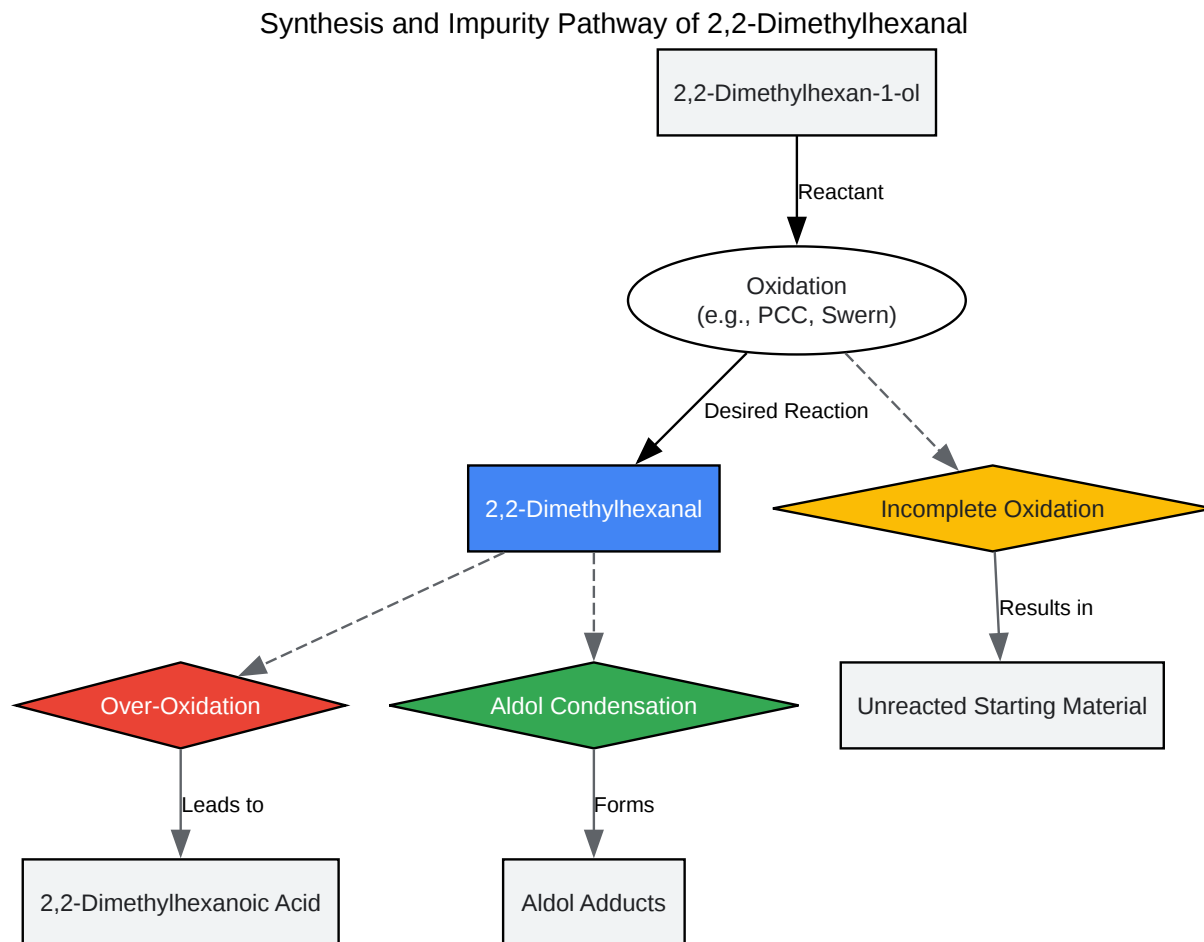 Synthesis and Impurity Pathway of 2,2-Dimethylhexanal
2,2-Dimethylhexan-1-ol
Reactant
Oxidation
(e.g., PCC, Swern)
Desired Reaction
2,2-Dimethylhexanal
Incomplete Oxidation
Results in
Over-Oxidation
Aldol Condensation
Unreacted Starting Material
Leads to
Forms
2,2-Dimethylhexanoic Acid
Aldol Adducts